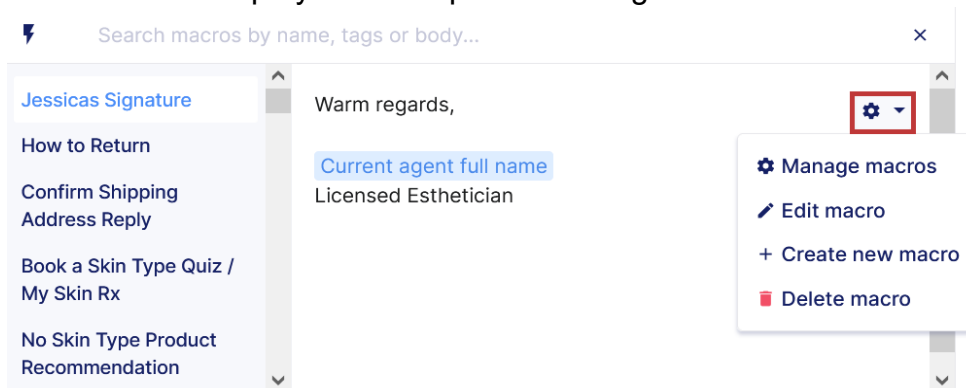 Search macros by name, tags or body...
Jessicas Signature
How to Return
Confirm Shipping
Address Reply
Book a Skin Type Quiz /
My Skin Rx
No Skin Type Product
Recommendation
Warm regards,
Current agent full name
Licensed Esthetician
Manage macros
Edit macro
+ Create new macro
Delete macro